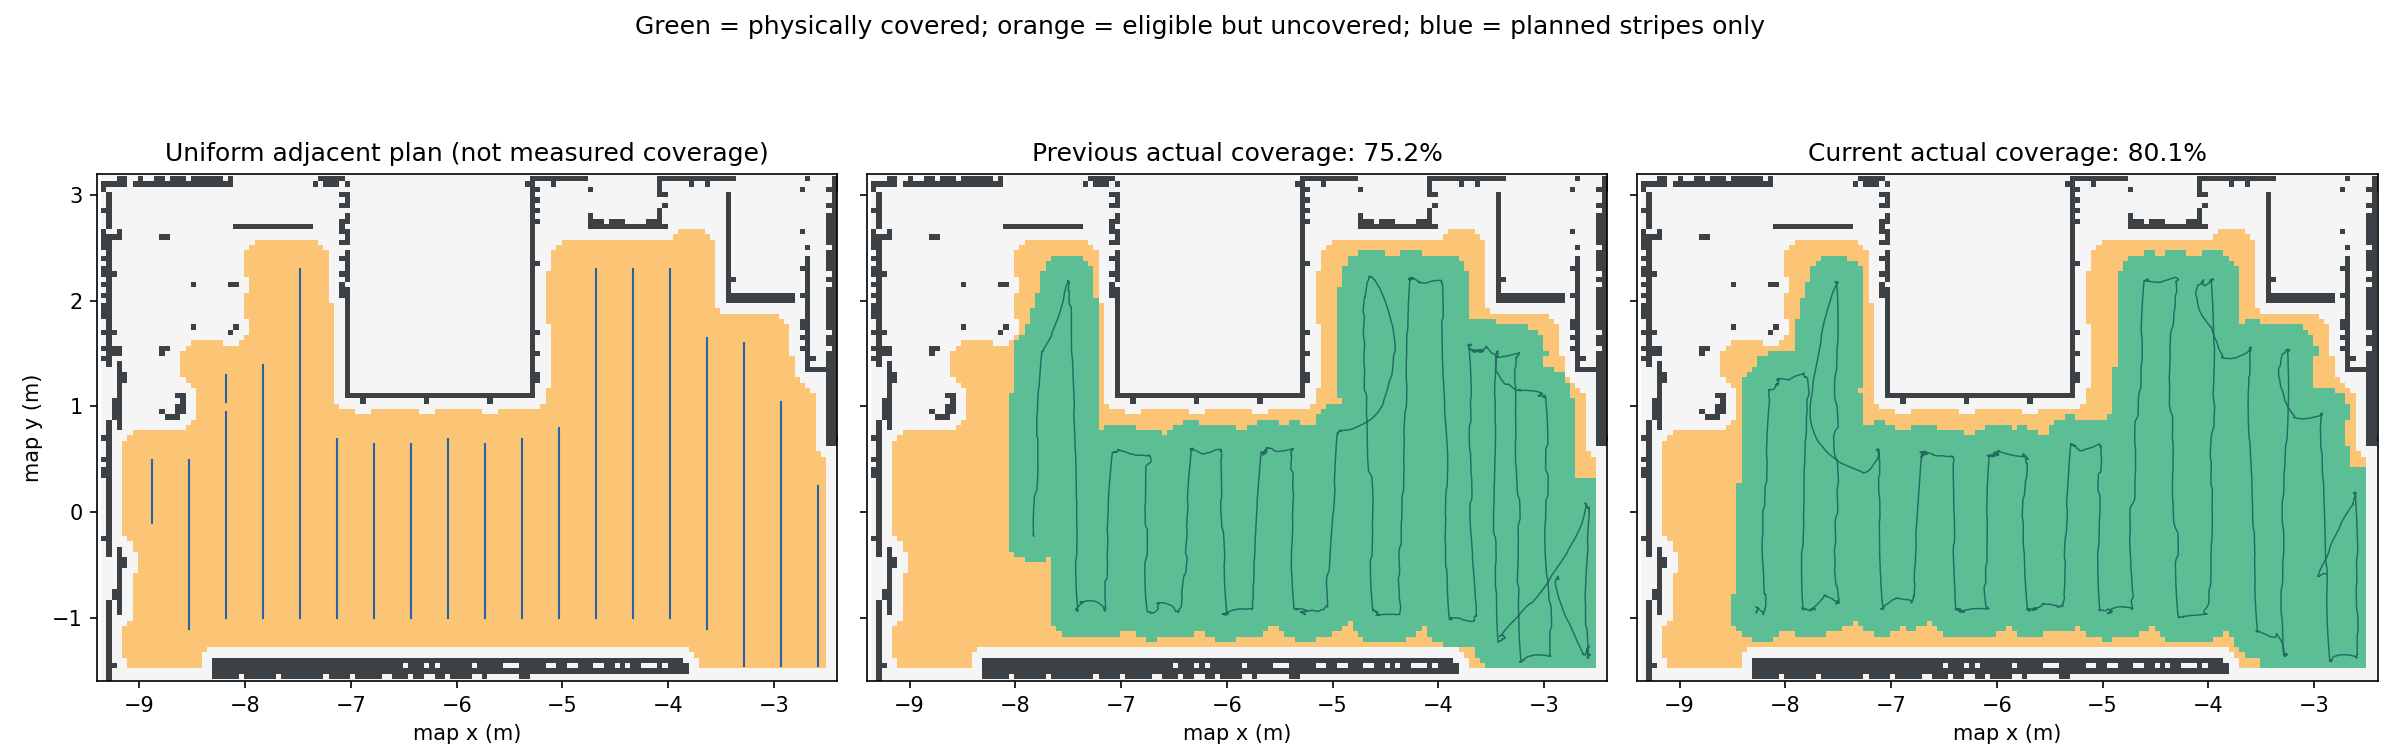 Green = physically covered; orange = eligible but uncovered; blue = planned stripes only
Uniform adjacent plan (not measured coverage)
Previous actual coverage: 75.2%
Current actual coverage: 80.1%
map y (m)
3
2
1
0
−1
−9 −8 −7 −6 −5 −4 −3
−9 −8 −7 −6 −5 −4 −3
−9 −8 −7 −6 −5 −4 −3
map x (m)
map x (m)
map x (m)